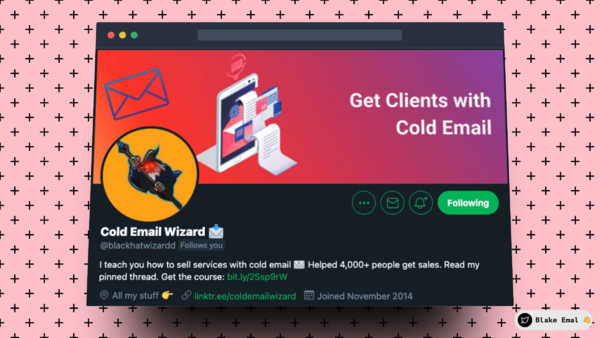 Get Clients with
Cold Email
Following
Cold Email Wizard
@blackhatwizardd Follows you
I teach you how to sell services with cold email Helped 4,000+ people get sales. Read my
pinned thread. Get the course: bit.ly/2Ssp9rW
All my stuff linktr.ee/coldemailwizard Joined November 2014
Blake Emal